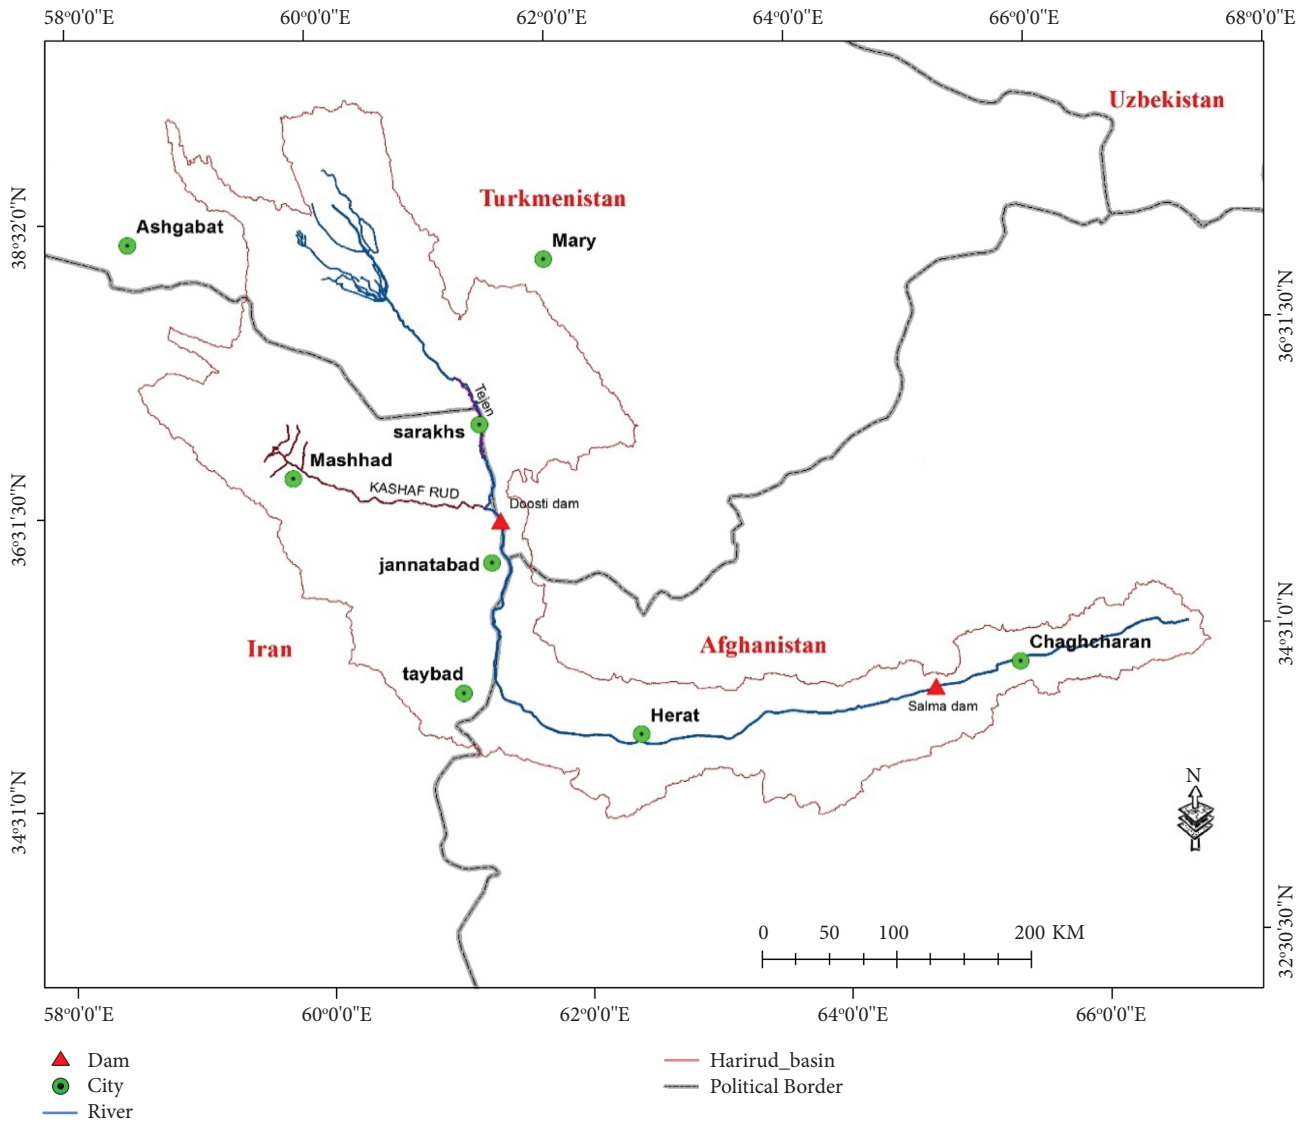 58°0'0"E 60°0'0"E 62°0'0"E 64°0'0"E 66°0'0"E 68°0'0"E
Uzbekistan
Turkmenistan
38°32'0"N
Ashgabat
Mary
36°31'30"N
Tejen
sarakhs
Mashhad
KASHAF RUD
Doosti dam
36°31'30"N
jannatabad
34°31'0"N
Iran
Afghanistan
Chaghcharan
taybad
Salma dam
Herat
N
34°31'0"N
32°30'30"N
0 50 100 200 KM
58°0'0"E 60°0'0"E 62°0'0"E 64°0'0"E 66°0'0"E
Dam
City
River
Harirud_basin
Political Border